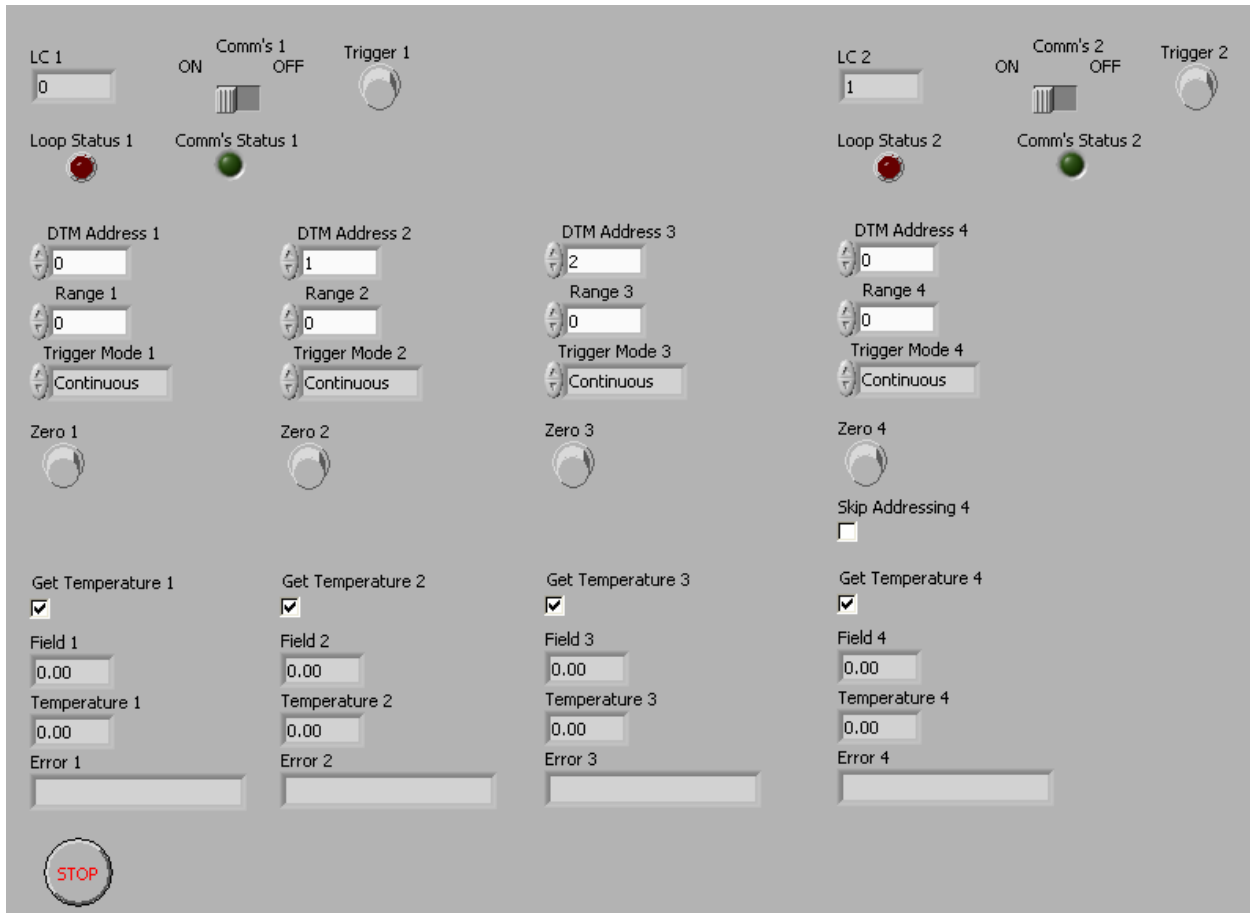 LC 1
0
Comm's 1
ON OFF
Trigger 1
LC 2
1
Comm's 2
ON OFF
Trigger 2
Loop Status 1
Comm's Status 1
Loop Status 2
Comm's Status 2
DTM Address 1
0
Range 1
0
Trigger Mode 1
Continuous
Zero 1
DTM Address 2
1
Range 2
0
Trigger Mode 2
Continuous
Zero 2
DTM Address 3
2
Range 3
0
Trigger Mode 3
Continuous
Zero 3
DTM Address 4
0
Range 4
0
Trigger Mode 4
Continuous
Zero 4
Skip Addressing 4
Get Temperature 1
Field 1
0.00
Temperature 1
0.00
Error 1
Get Temperature 2
Field 2
0.00
Temperature 2
0.00
Error 2
Get Temperature 3
Field 3
0.00
Temperature 3
0.00
Error 3
Get Temperature 4
Field 4
0.00
Temperature 4
0.00
Error 4
STOP